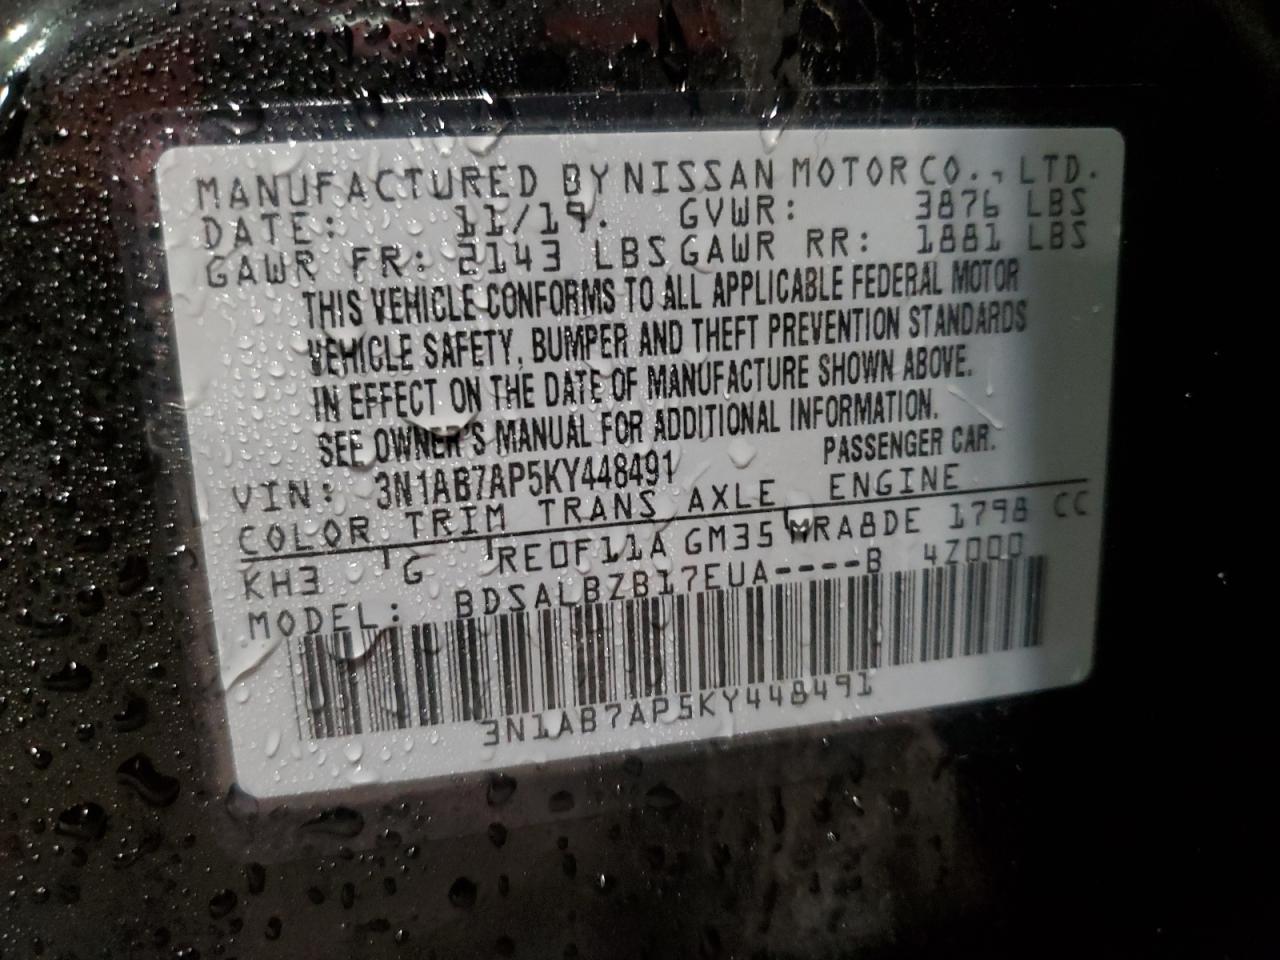 MANUFACTURED BY NISSAN MOTOR CO., LTD.
DATE: 11/19. GVWR: 3876 LBS
GAWR FR: 2143 LBS GAWR RR: 1881 LBS
THIS VEHICLE CONFORMS TO ALL APPLICABLE FEDERAL MOTOR
VEHICLE SAFETY, BUMPER AND THEFT PREVENTION STANDARDS
IN EFFECT ON THE DATE OF MANUFACTURE SHOWN ABOVE.
SEE OWNER'S MANUAL FOR ADDITIONAL INFORMATION.
PASSENGER CAR.
VIN: 3N1AB7AP5KY448491
COLOR TRIM TRANS AXLE ENGINE
KH3 G RE0F11A GM35 MRA8DE 1798 CC
MODEL: BDSALBZB17EUA----B 4Z000
3N1AB7AP5KY448491